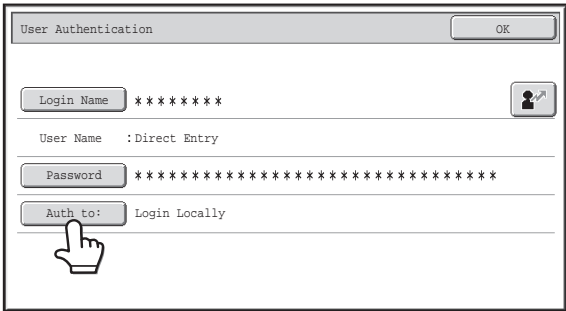 User Authentication OK
Login Name ********
User Name :Direct Entry
Password ********************************
Auth to: Login Locally